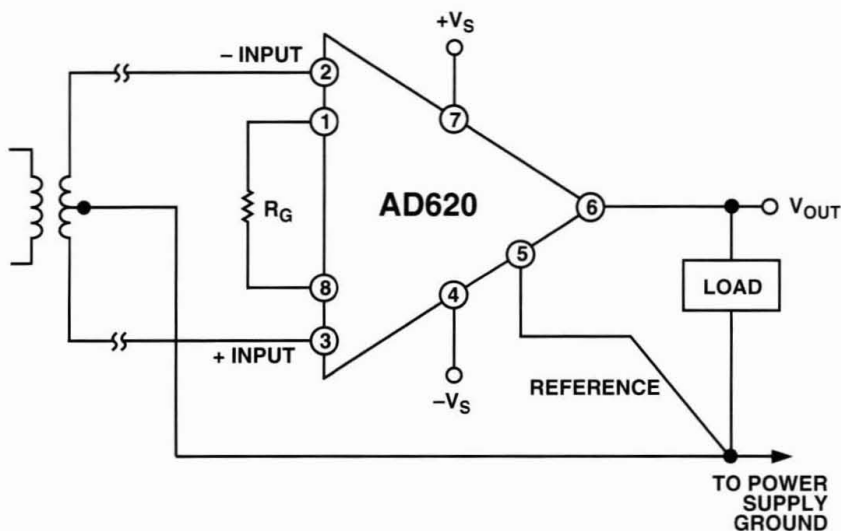 +VS
– INPUT
2
1
7
RG
AD620
6
VOUT
5
8
4
LOAD
3
+ INPUT
–VS
REFERENCE
TO POWER
SUPPLY
GROUND